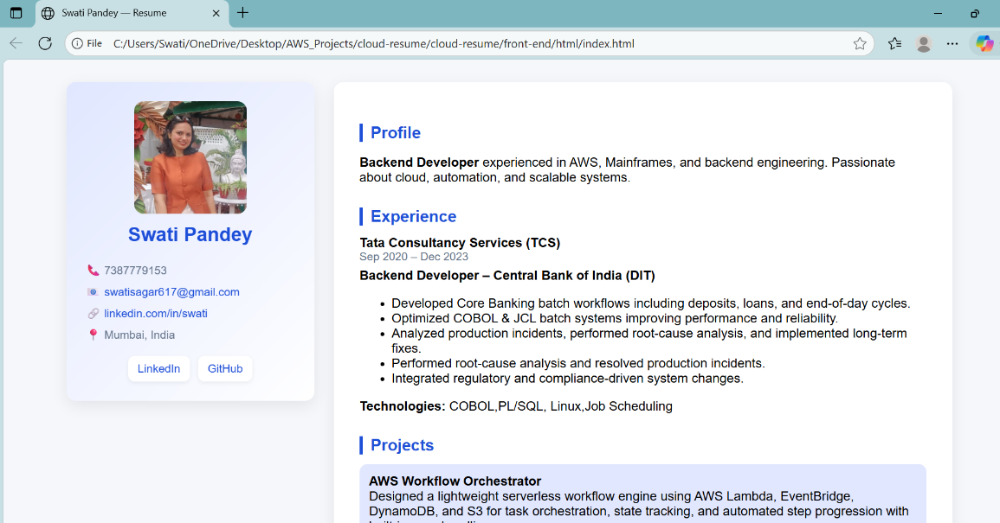 Swati Pandey — Resume
File C:/Users/Swati/OneDrive/Desktop/AWS_Projects/cloud-resume/cloud-resume/front-end/html/index.html
Swati Pandey
7387779153
swatisagar617@gmail.com
linkedin.com/in/swati
Mumbai, India
LinkedIn GitHub
Profile
Backend Developer experienced in AWS, Mainframes, and backend engineering. Passionate
about cloud, automation, and scalable systems.
Experience
Tata Consultancy Services (TCS)
Sep 2020 – Dec 2023
Backend Developer – Central Bank of India (DIT)
• Developed Core Banking batch workflows including deposits, loans, and end-of-day cycles.
• Optimized COBOL & JCL batch systems improving performance and reliability.
• Analyzed production incidents, performed root-cause analysis, and implemented long-term
fixes.
• Performed root-cause analysis and resolved production incidents.
• Integrated regulatory and compliance-driven system changes.
Technologies: COBOL,PL/SQL, Linux,Job Scheduling
Projects
AWS Workflow Orchestrator
Designed a lightweight serverless workflow engine using AWS Lambda, EventBridge,
DynamoDB, and S3 for task orchestration, state tracking, and automated step progression with